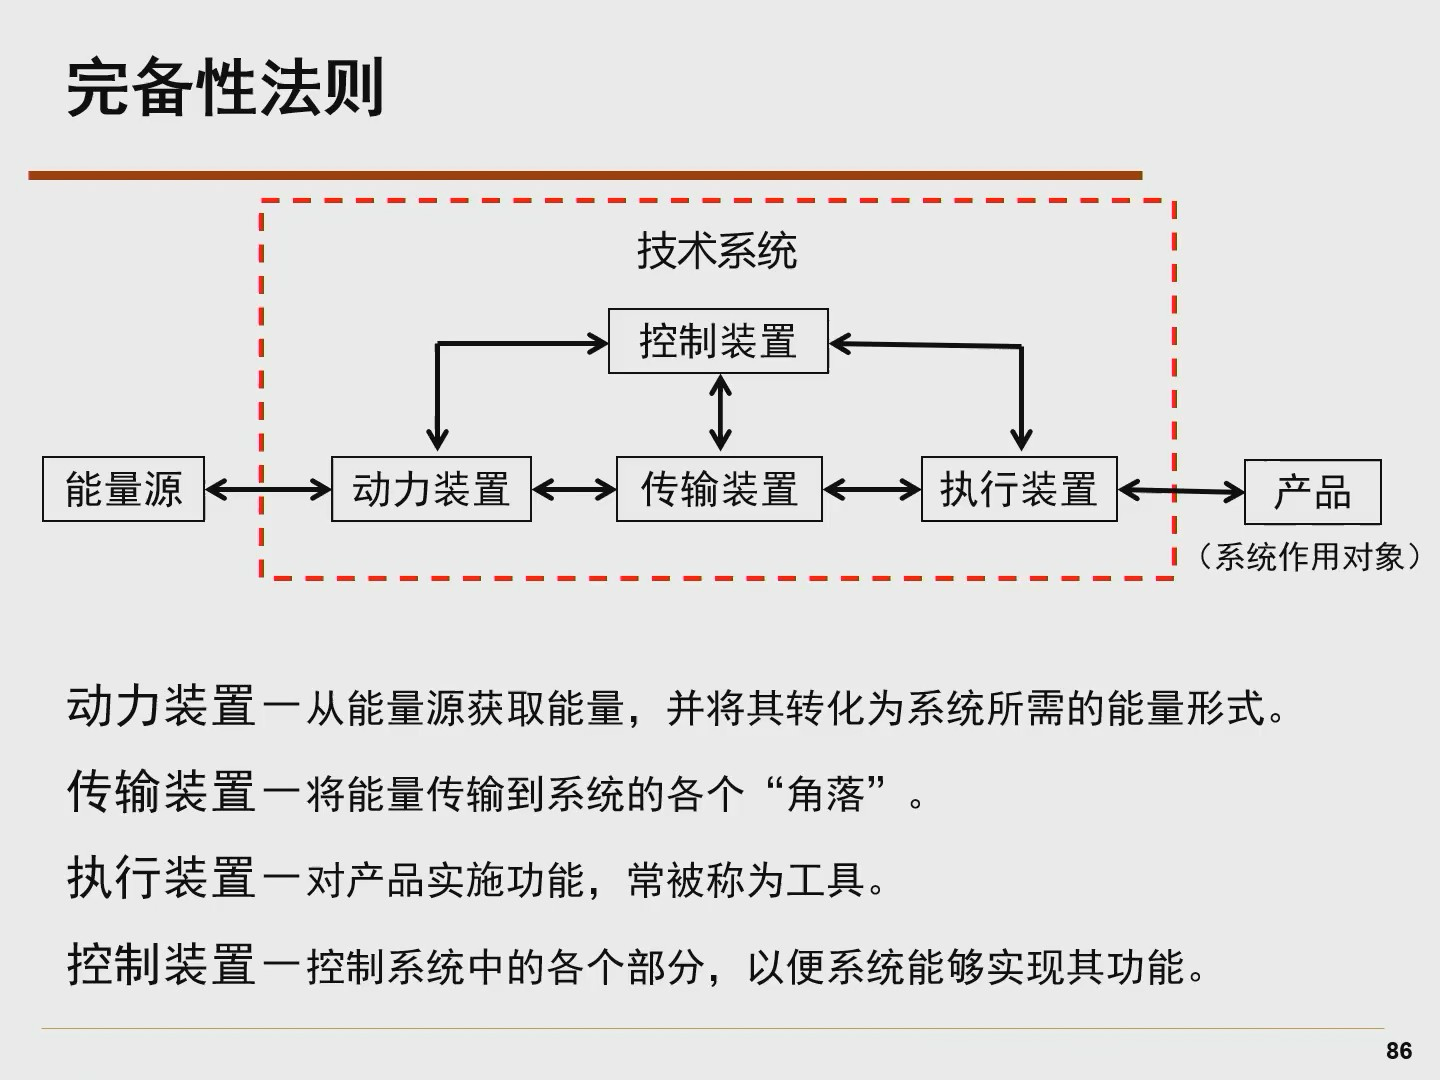 完备性法则
技术系统
控制装置
能量源
动力装置
传输装置
执行装置
产品
（系统作用对象）
动力装置－从能量源获取能量，并将其转化为系统所需的能量形式。
传输装置－将能量传输到系统的各个“角落”。
执行装置－对产品实施功能，常被称为工具。
控制装置－控制系统中的各个部分，以便系统能够实现其功能。
86